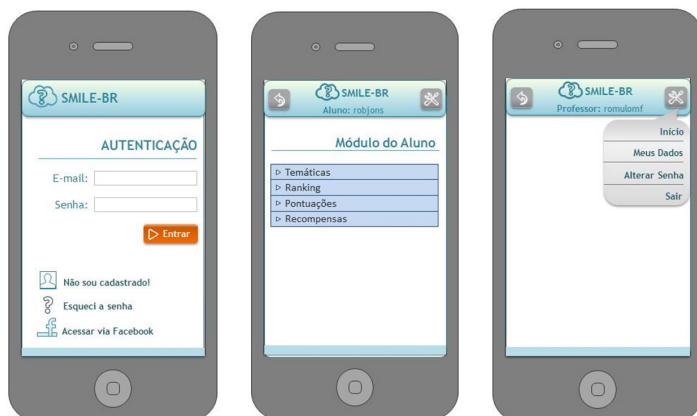 SMILE-BR
AUTENTICAÇÃO
E-mail:
Senha:
Entrar
Não sou cadastrado!
Esqueci a senha
Acessar via Facebook
SMILE-BR
Aluno: robjons
Módulo do Aluno
Temáticas
Ranking
Pontuações
Recompensas
SMILE-BR
Professor: romulomf
Início
Meus Dados
Alterar Senha
Sair